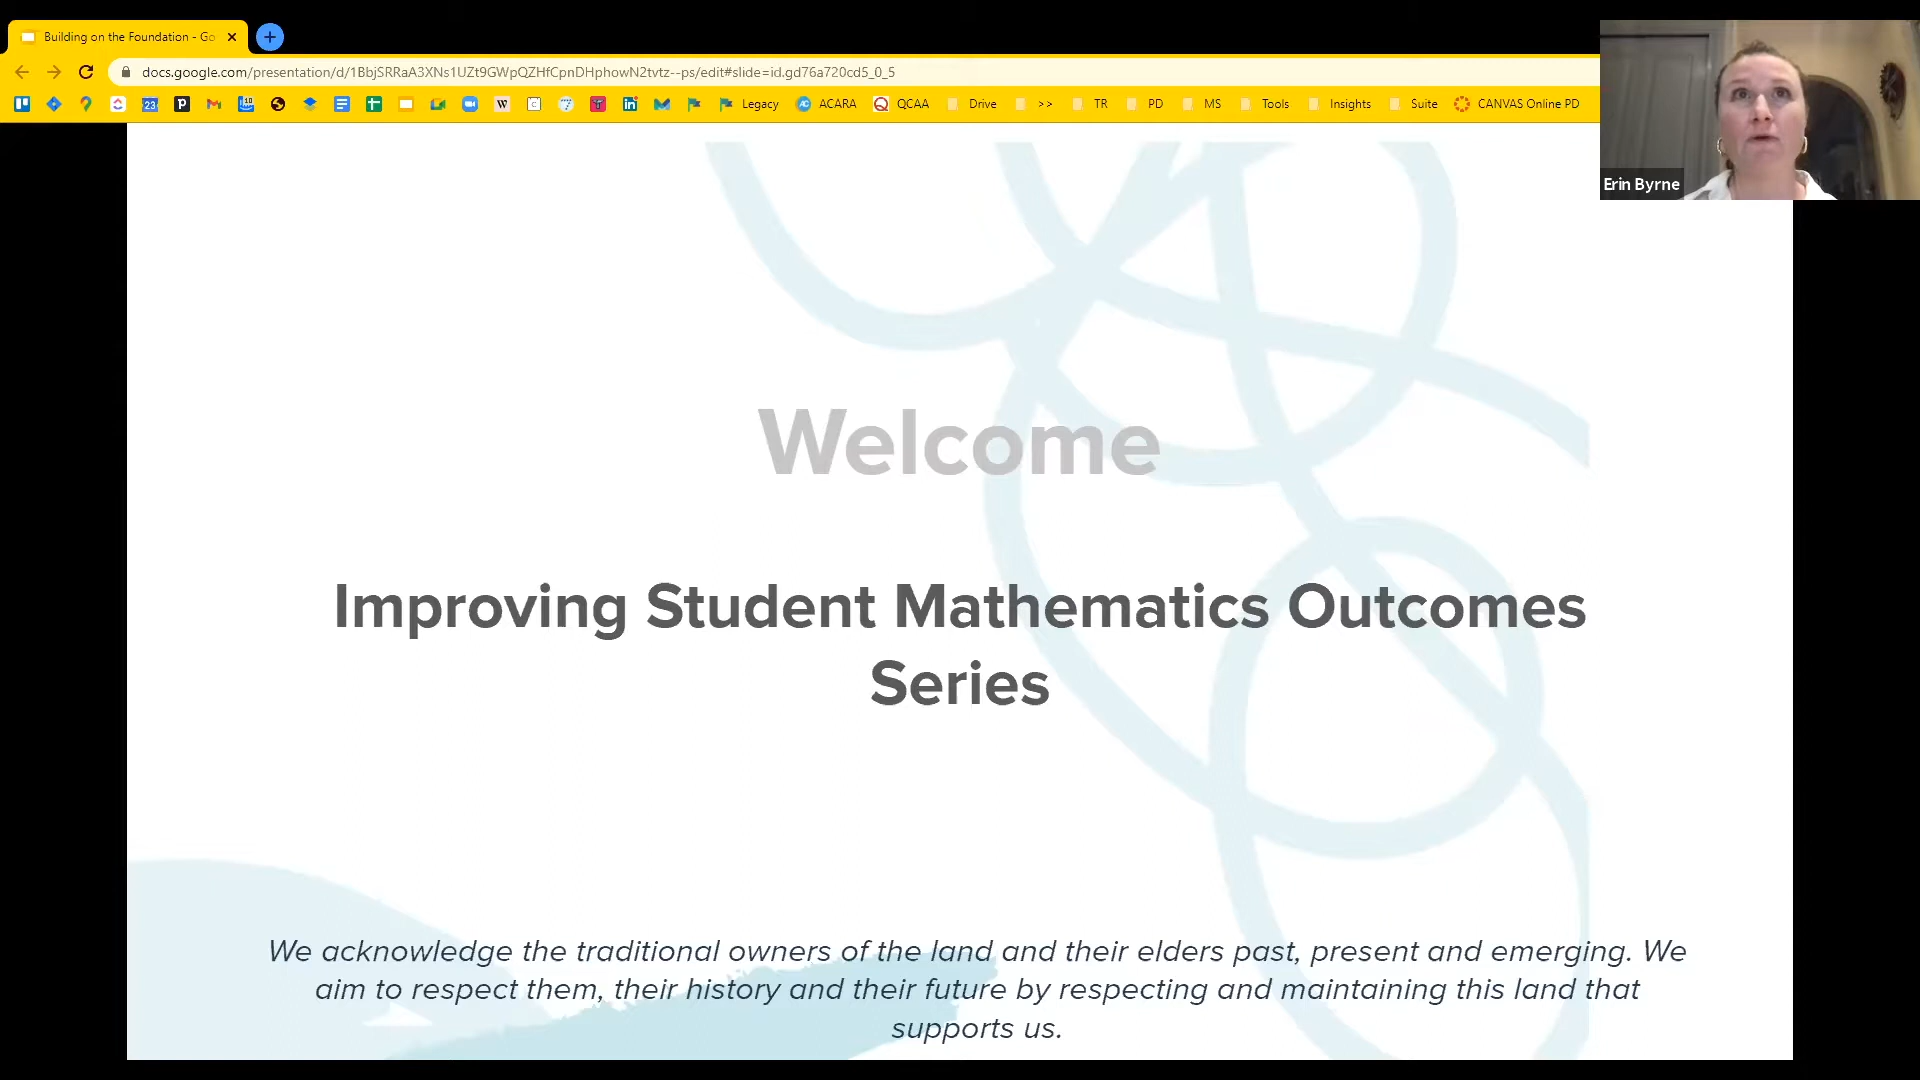 Building on the Foundation - Go
docs.google.com/presentation/d/1BbjSRRaA3XNs1UZt9GWpQZHfCpnDHphowN2tvtz--ps/edit#slide=id.gd76a720cd5_0_5
Legacy ACARA QCAA Drive >> TR PD MS Tools Insights Suite CANVAS Online PD
Erin Byrne
Welcome
Improving Student Mathematics Outcomes
Series
We acknowledge the traditional owners of the land and their elders past, present and emerging. We
aim to respect them, their history and their future by respecting and maintaining this land that
supports us.